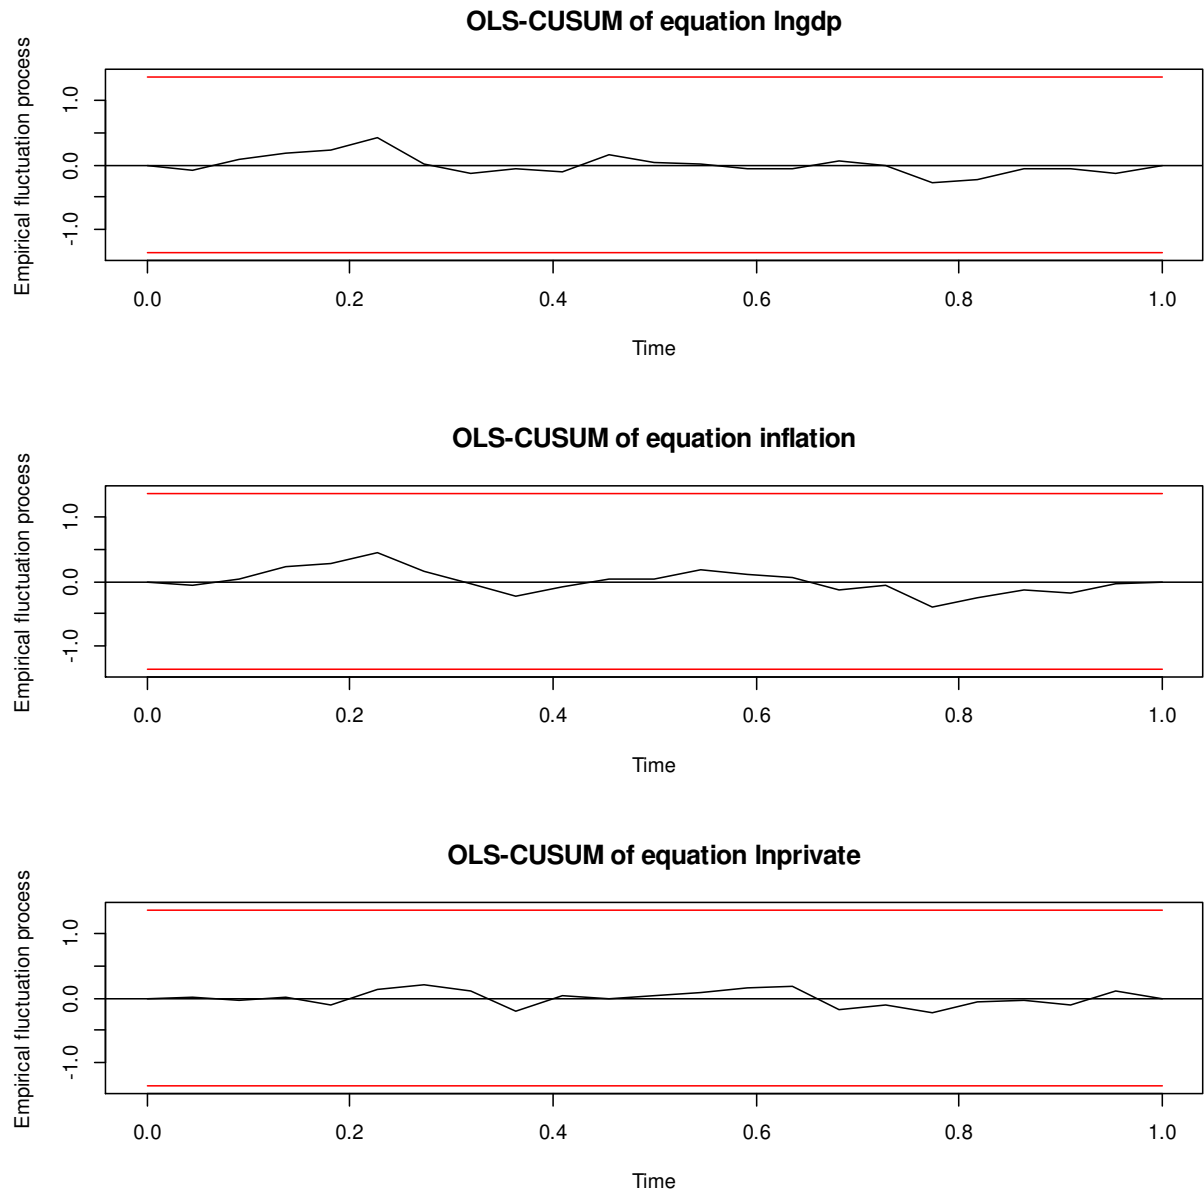 OLS-CUSUM of equation lngdp
Empirical fluctuation process
1.0
0.0
-1.0
0.0 0.2 0.4 0.6 0.8 1.0
Time
OLS-CUSUM of equation inflation
Empirical fluctuation process
1.0
0.0
-1.0
0.0 0.2 0.4 0.6 0.8 1.0
Time
OLS-CUSUM of equation lnprivate
Empirical fluctuation process
1.0
0.0
-1.0
0.0 0.2 0.4 0.6 0.8 1.0
Time